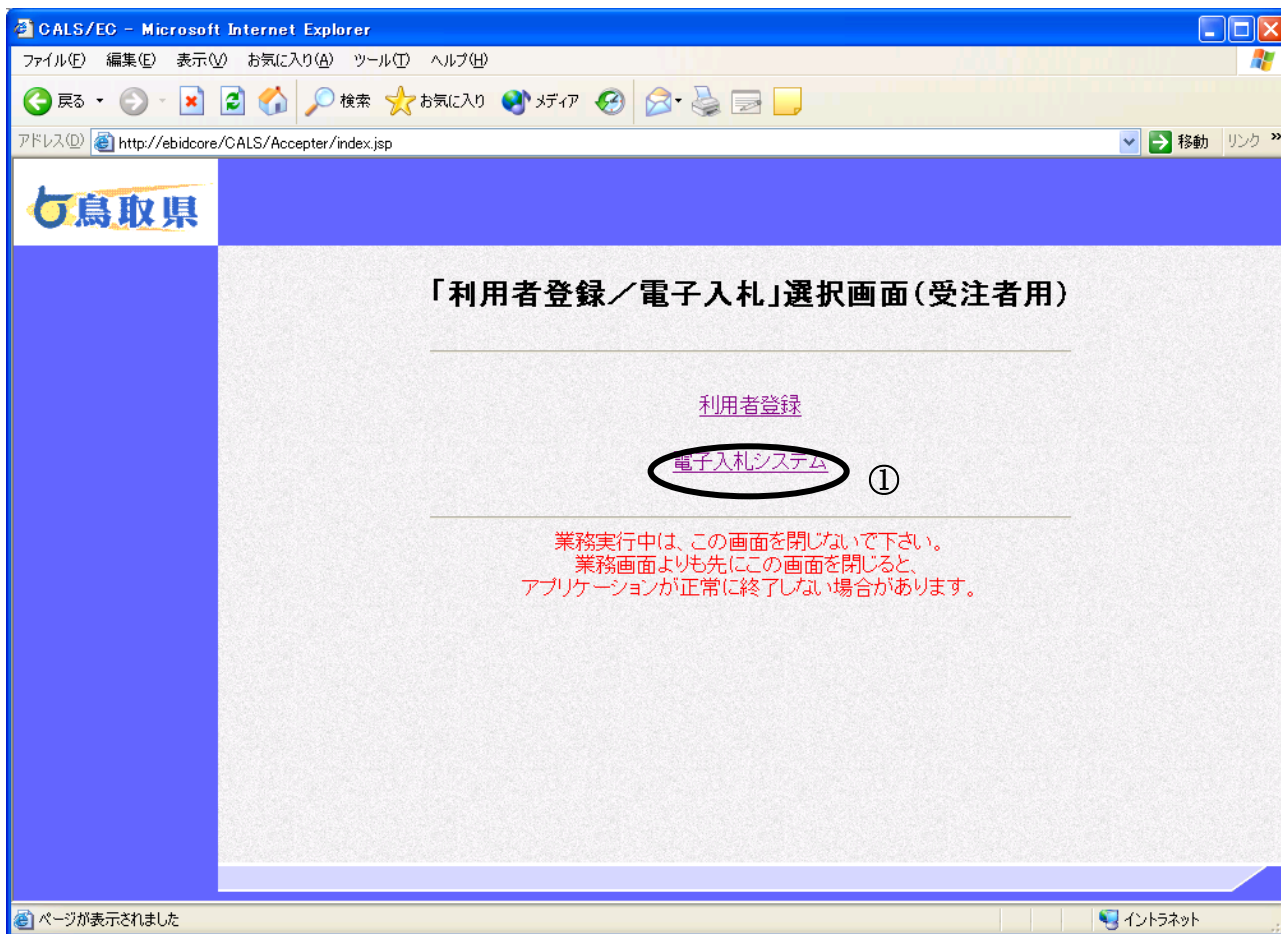 CALS/EC - Microsoft Internet Explorer
ファイル(F) 編集(E) 表示(V) お気に入り(A) ツール(T) ヘルプ(H)
戻る 検索 お気に入り メディア
アドレス(D) http://ebidcore/CALS/Accepter/index.jsp 移動 リンク »
鳥取県
「利用者登録／電子入札」選択画面(受注者用)
利用者登録
電子入札システム ①
業務実行中は、この画面を閉じないで下さい。
業務画面よりも先にこの画面を閉じると、
アプリケーションが正常に終了しない場合があります。
ページが表示されました イントラネット